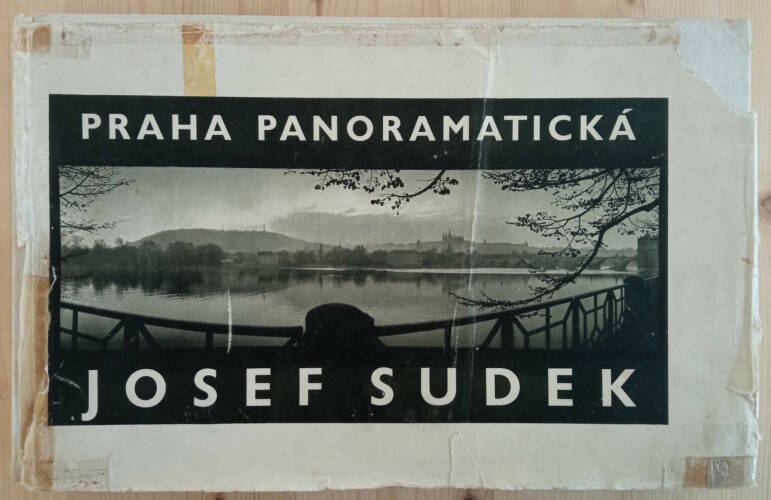 PRAHA PANORAMATICKÁ
JOSEF SUDEK